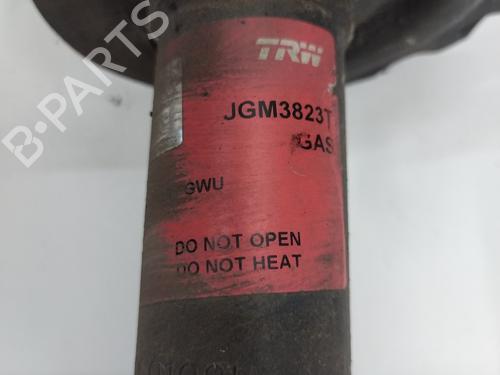 TRW
JGM3823T
GAS
GWU
DO NOT OPEN
DO NOT HEAT
B-PARTS